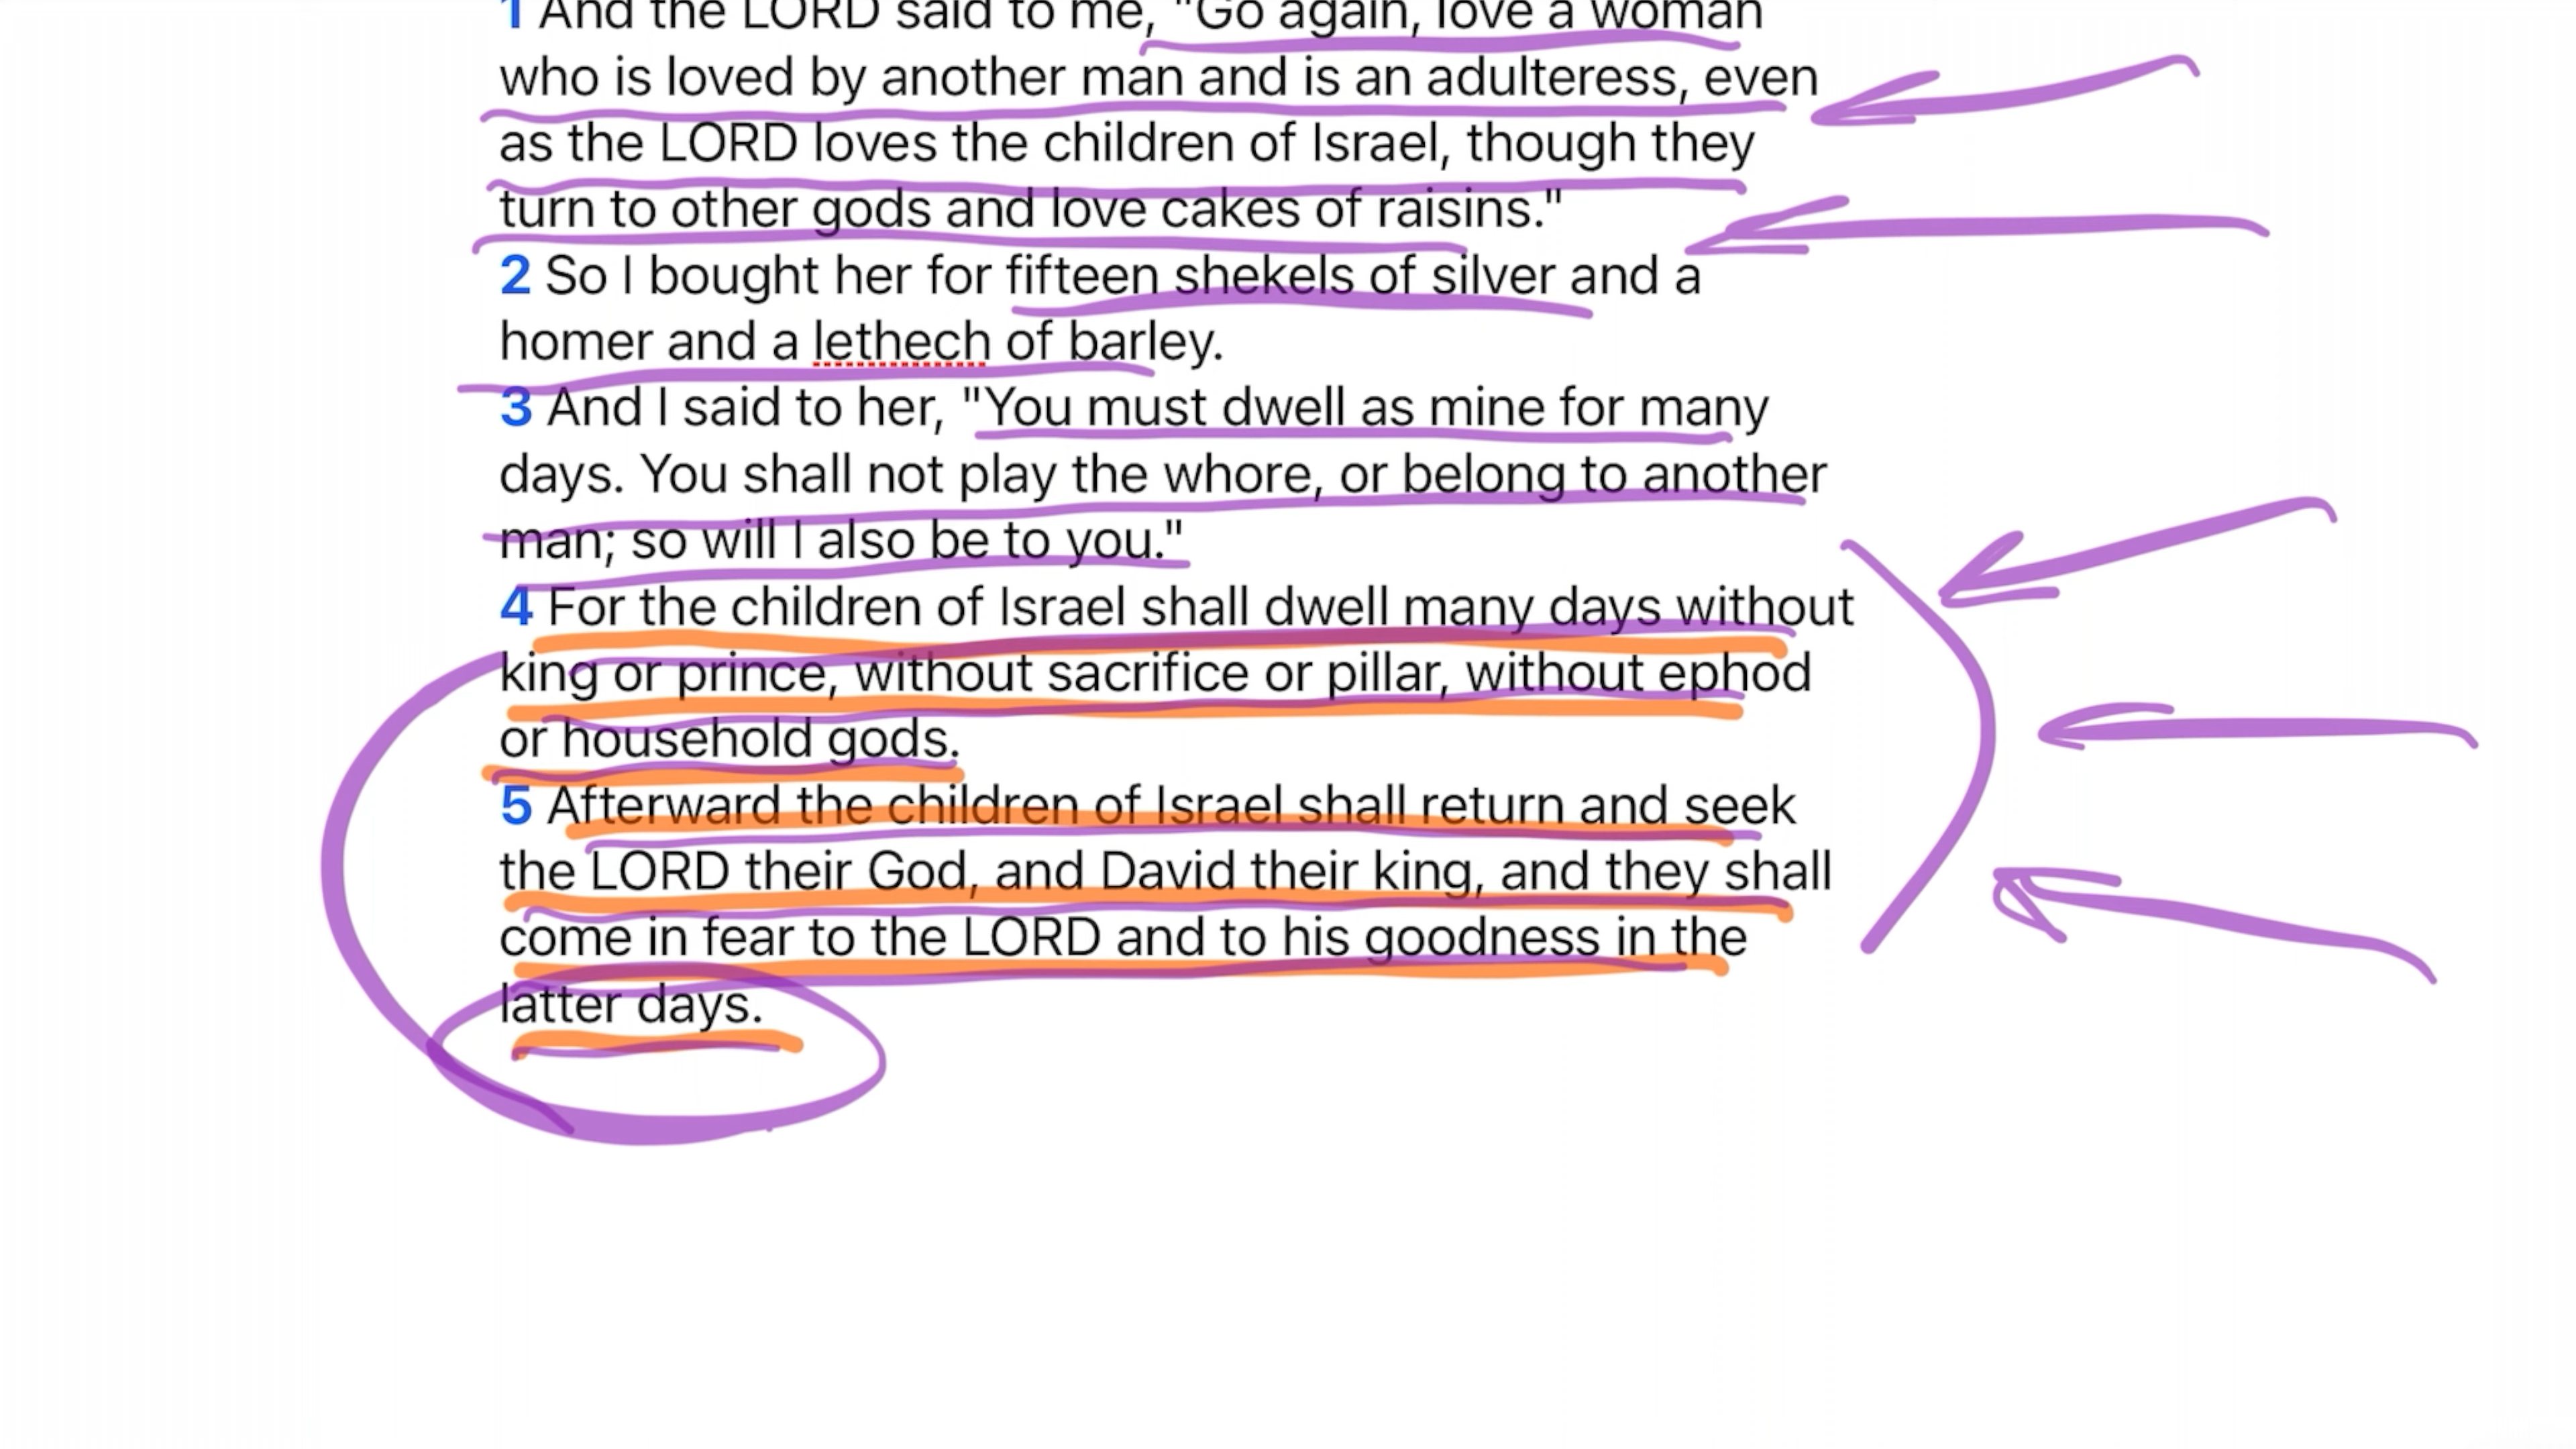 1 And the LORD said to me, "Go again, love a woman
who is loved by another man and is an adulteress, even
as the LORD loves the children of Israel, though they
turn to other gods and love cakes of raisins."
2 So I bought her for fifteen shekels of silver and a
homer and a lethech of barley.
3 And I said to her, "You must dwell as mine for many
days. You shall not play the whore, or belong to another
man; so will I also be to you."
4 For the children of Israel shall dwell many days without
king or prince, without sacrifice or pillar, without ephod
or household gods.
5 Afterward the children of Israel shall return and seek
the LORD their God, and David their king, and they shall
come in fear to the LORD and to his goodness in the
latter days.